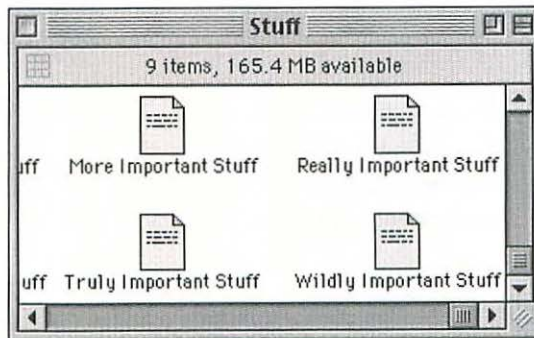 Stuff
9 items, 165.4 MB available
uff More Important Stuff Really Important Stuff
uff Truly Important Stuff Wildly Important Stuff